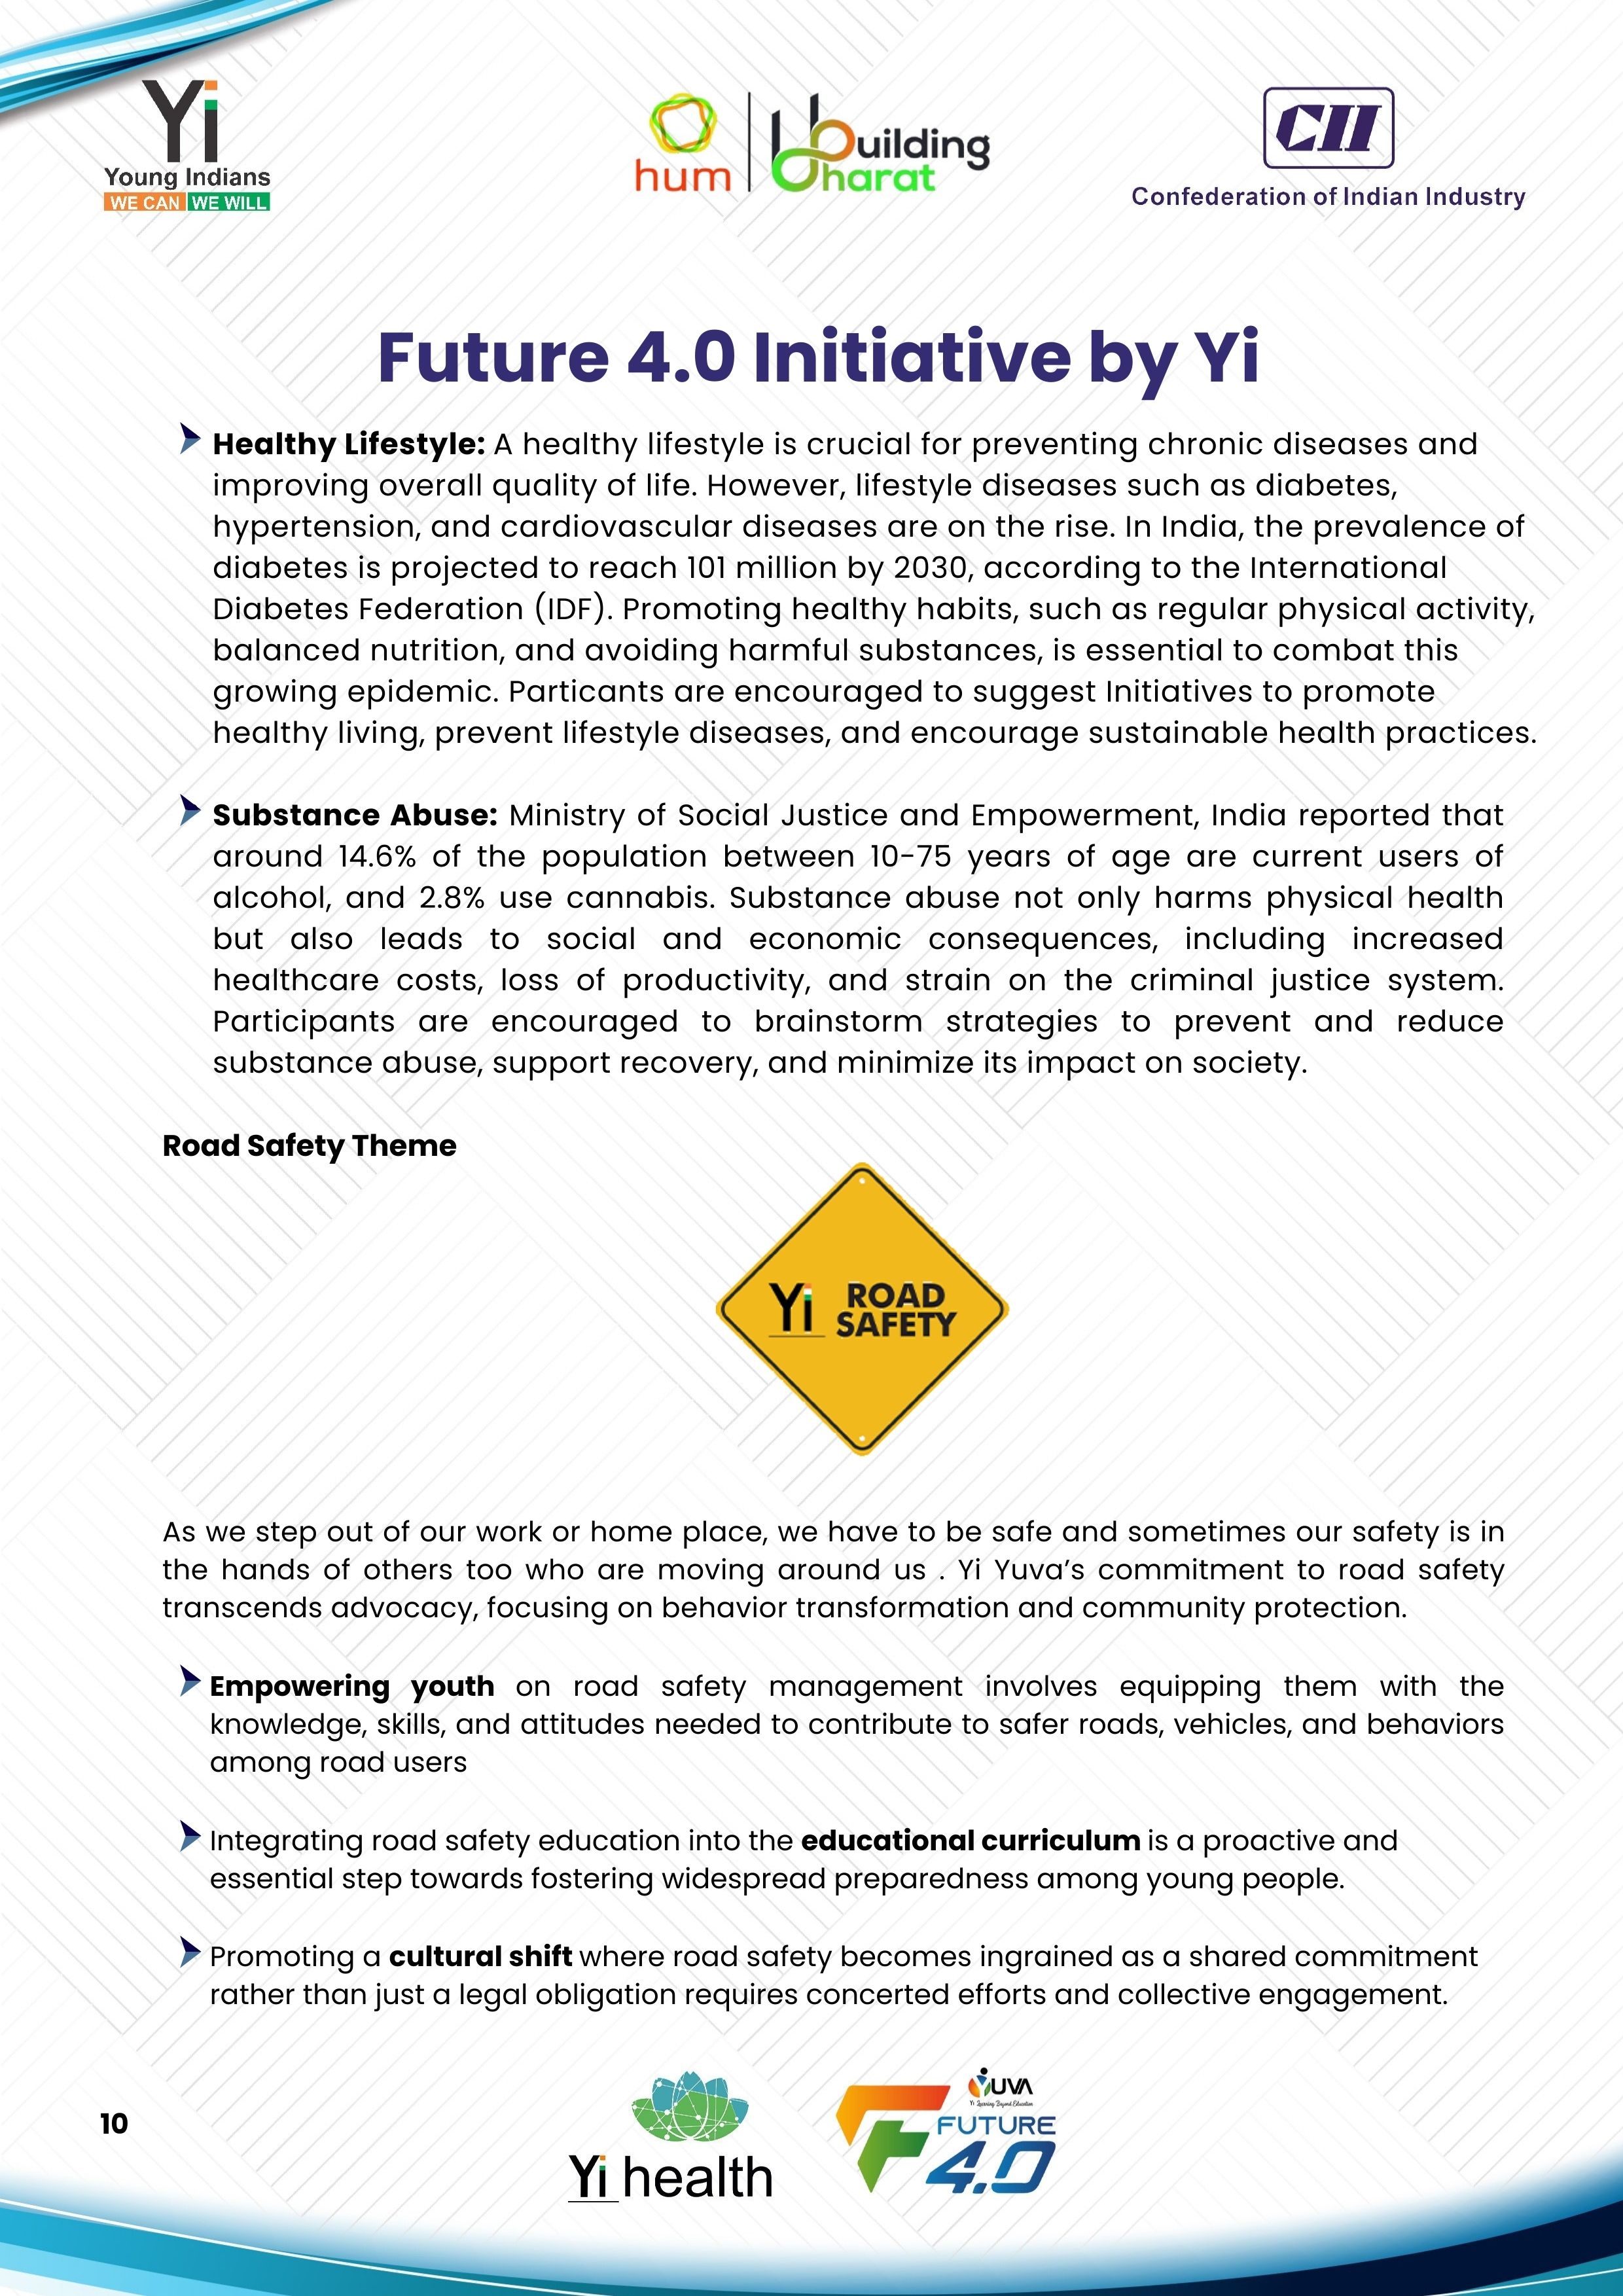 Yi
Young Indians
WE CAN WE WILL
hum
Building
Bharat
CII
Confederation of Indian Industry
Future 4.0 Initiative by Yi
Healthy Lifestyle: A healthy lifestyle is crucial for preventing chronic diseases and
improving overall quality of life. However, lifestyle diseases such as diabetes,
hypertension, and cardiovascular diseases are on the rise. In India, the prevalence of
diabetes is projected to reach 101 million by 2030, according to the International
Diabetes Federation (IDF). Promoting healthy habits, such as regular physical activity,
balanced nutrition, and avoiding harmful substances, is essential to combat this
growing epidemic. Particants are encouraged to suggest Initiatives to promote
healthy living, prevent lifestyle diseases, and encourage sustainable health practices.
Substance Abuse: Ministry of Social Justice and Empowerment, India reported that
around 14.6% of the population between 10-75 years of age are current users of
alcohol, and 2.8% use cannabis. Substance abuse not only harms physical health
but also leads to social and economic consequences, including increased
healthcare costs, loss of productivity, and strain on the criminal justice system.
Participants are encouraged to brainstorm strategies to prevent and reduce
substance abuse, support recovery, and minimize its impact on society.
Road Safety Theme
Yi ROAD
SAFETY
As we step out of our work or home place, we have to be safe and sometimes our safety is in
the hands of others too who are moving around us . Yi Yuva’s commitment to road safety
transcends advocacy, focusing on behavior transformation and community protection.
Empowering youth on road safety management involves equipping them with the
knowledge, skills, and attitudes needed to contribute to safer roads, vehicles, and behaviors
among road users
Integrating road safety education into the educational curriculum is a proactive and
essential step towards fostering widespread preparedness among young people.
Promoting a cultural shift where road safety becomes ingrained as a shared commitment
rather than just a legal obligation requires concerted efforts and collective engagement.
10
Yi health
YUVA
Yi Learning Beyond Education
FUTURE
4.0